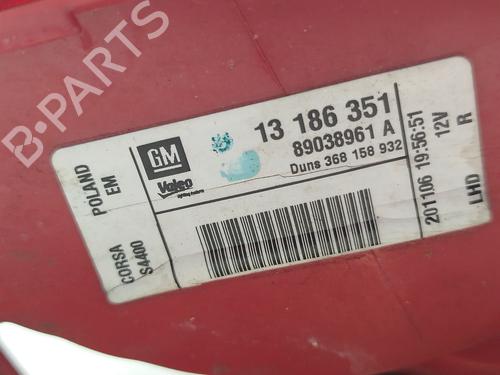 B-PARTS
POLAND
EM
CORSA
S4400
GM
Valeo
13 186 351
89038961 A
Duns 368 158 932
201106 19:56:51
12V
R
LHD